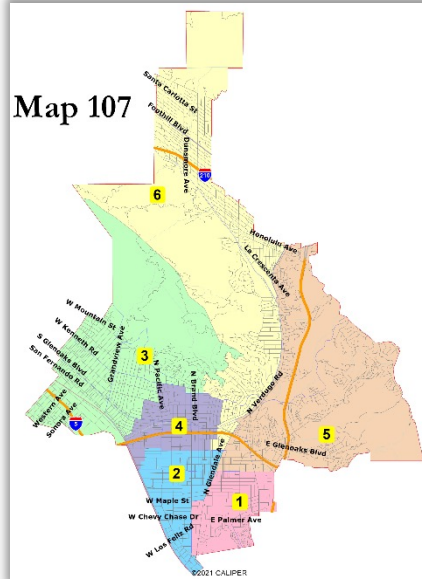 Map 107
Santa Carlotta St
Foothill Blvd
Dunsmore Ave
210
6
Honolulu Ave
La Crescenta Ave
W Mountain St
W Kenneth Rd
S Glenoaks Blvd
San Fernando Rd
Grandview Ave
3
N Pacific Ave
N Brand Blvd
N Verdugo Rd
Western Ave
Sonora Ave
5
4
5
E Glenoaks Blvd
N Glendale Ave
2
W Maple St
1
W Chevy Chase Dr
E Palmer Ave
W Los Feliz Rd
©2021 CALIPER